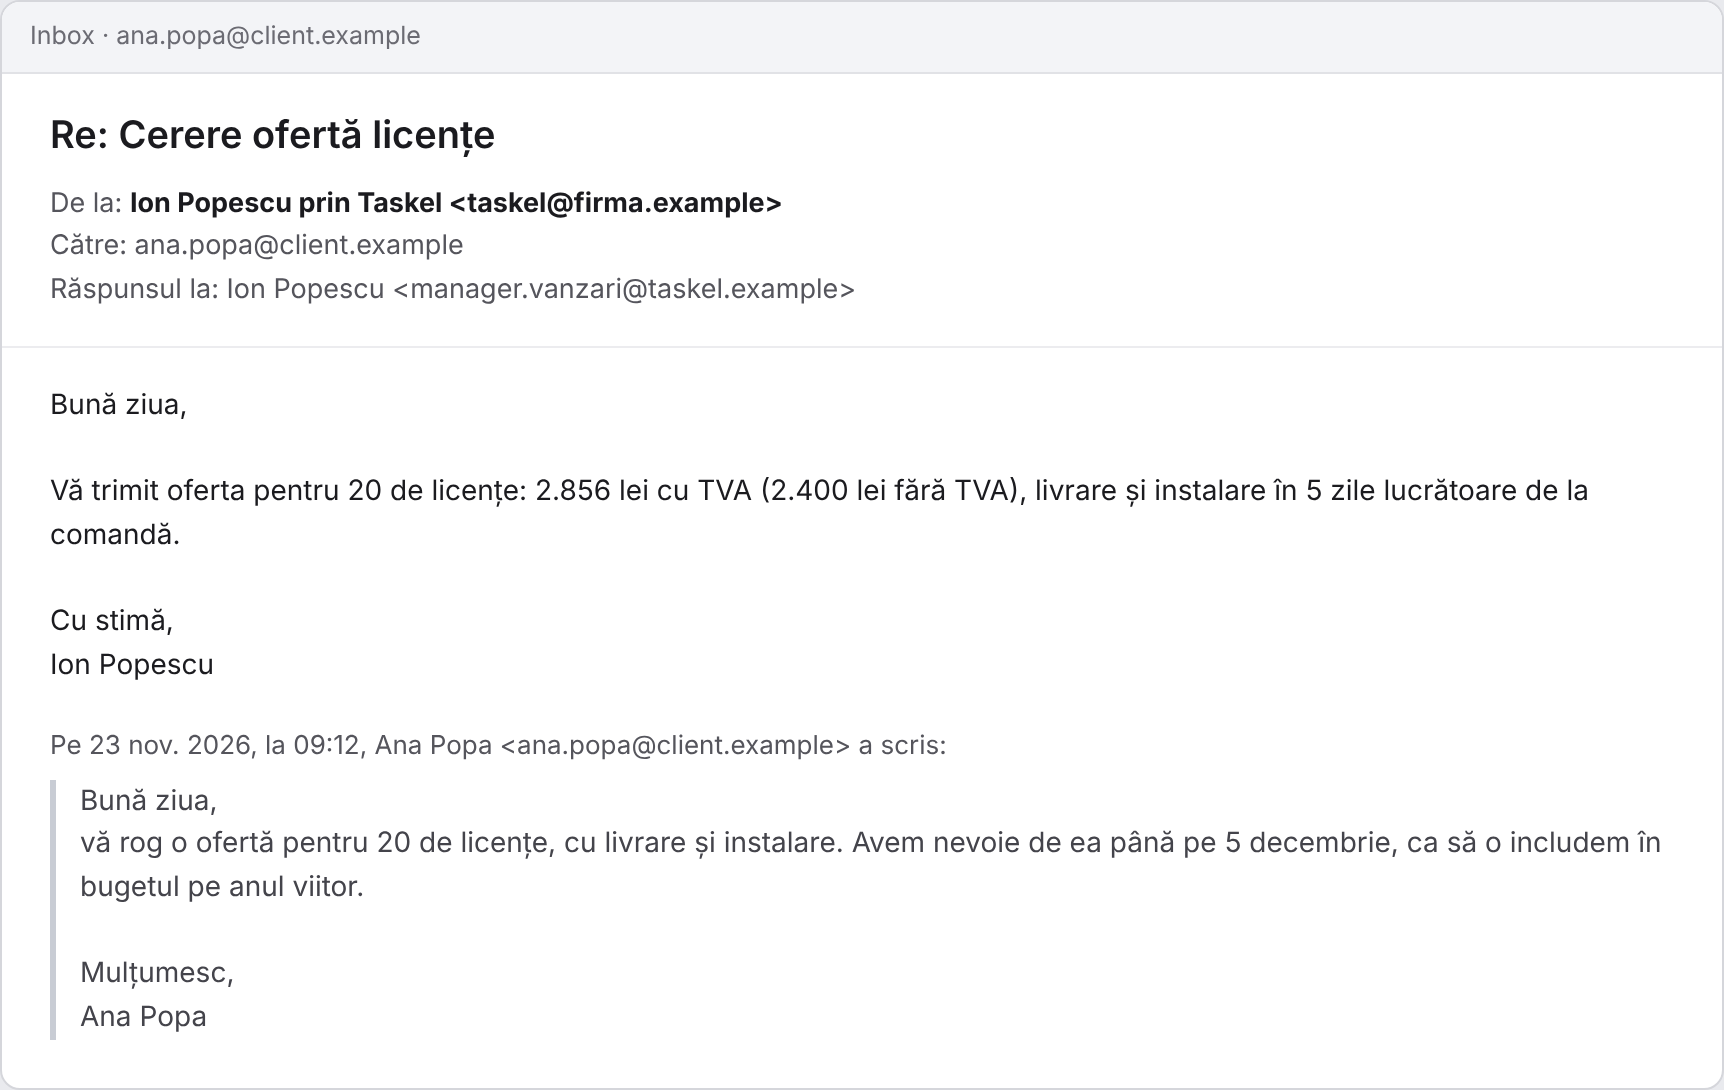 Inbox · ana.popa@client.example
Re: Cerere ofertă licențe
De la: Ion Popescu prin Taskel <taskel@firma.example>
Către: ana.popa@client.example
Răspunsul la: Ion Popescu <manager.vanzari@taskel.example>
Bună ziua,
Vă trimit oferta pentru 20 de licențe: 2.856 lei cu TVA (2.400 lei fără TVA), livrare și instalare în 5 zile lucrătoare de la
comandă.
Cu stimă,
Ion Popescu
Pe 23 nov. 2026, la 09:12, Ana Popa <ana.popa@client.example> a scris:
Bună ziua,
vă rog o ofertă pentru 20 de licențe, cu livrare și instalare. Avem nevoie de ea până pe 5 decembrie, ca să o includem în
bugetul pe anul viitor.
Mulțumesc,
Ana Popa